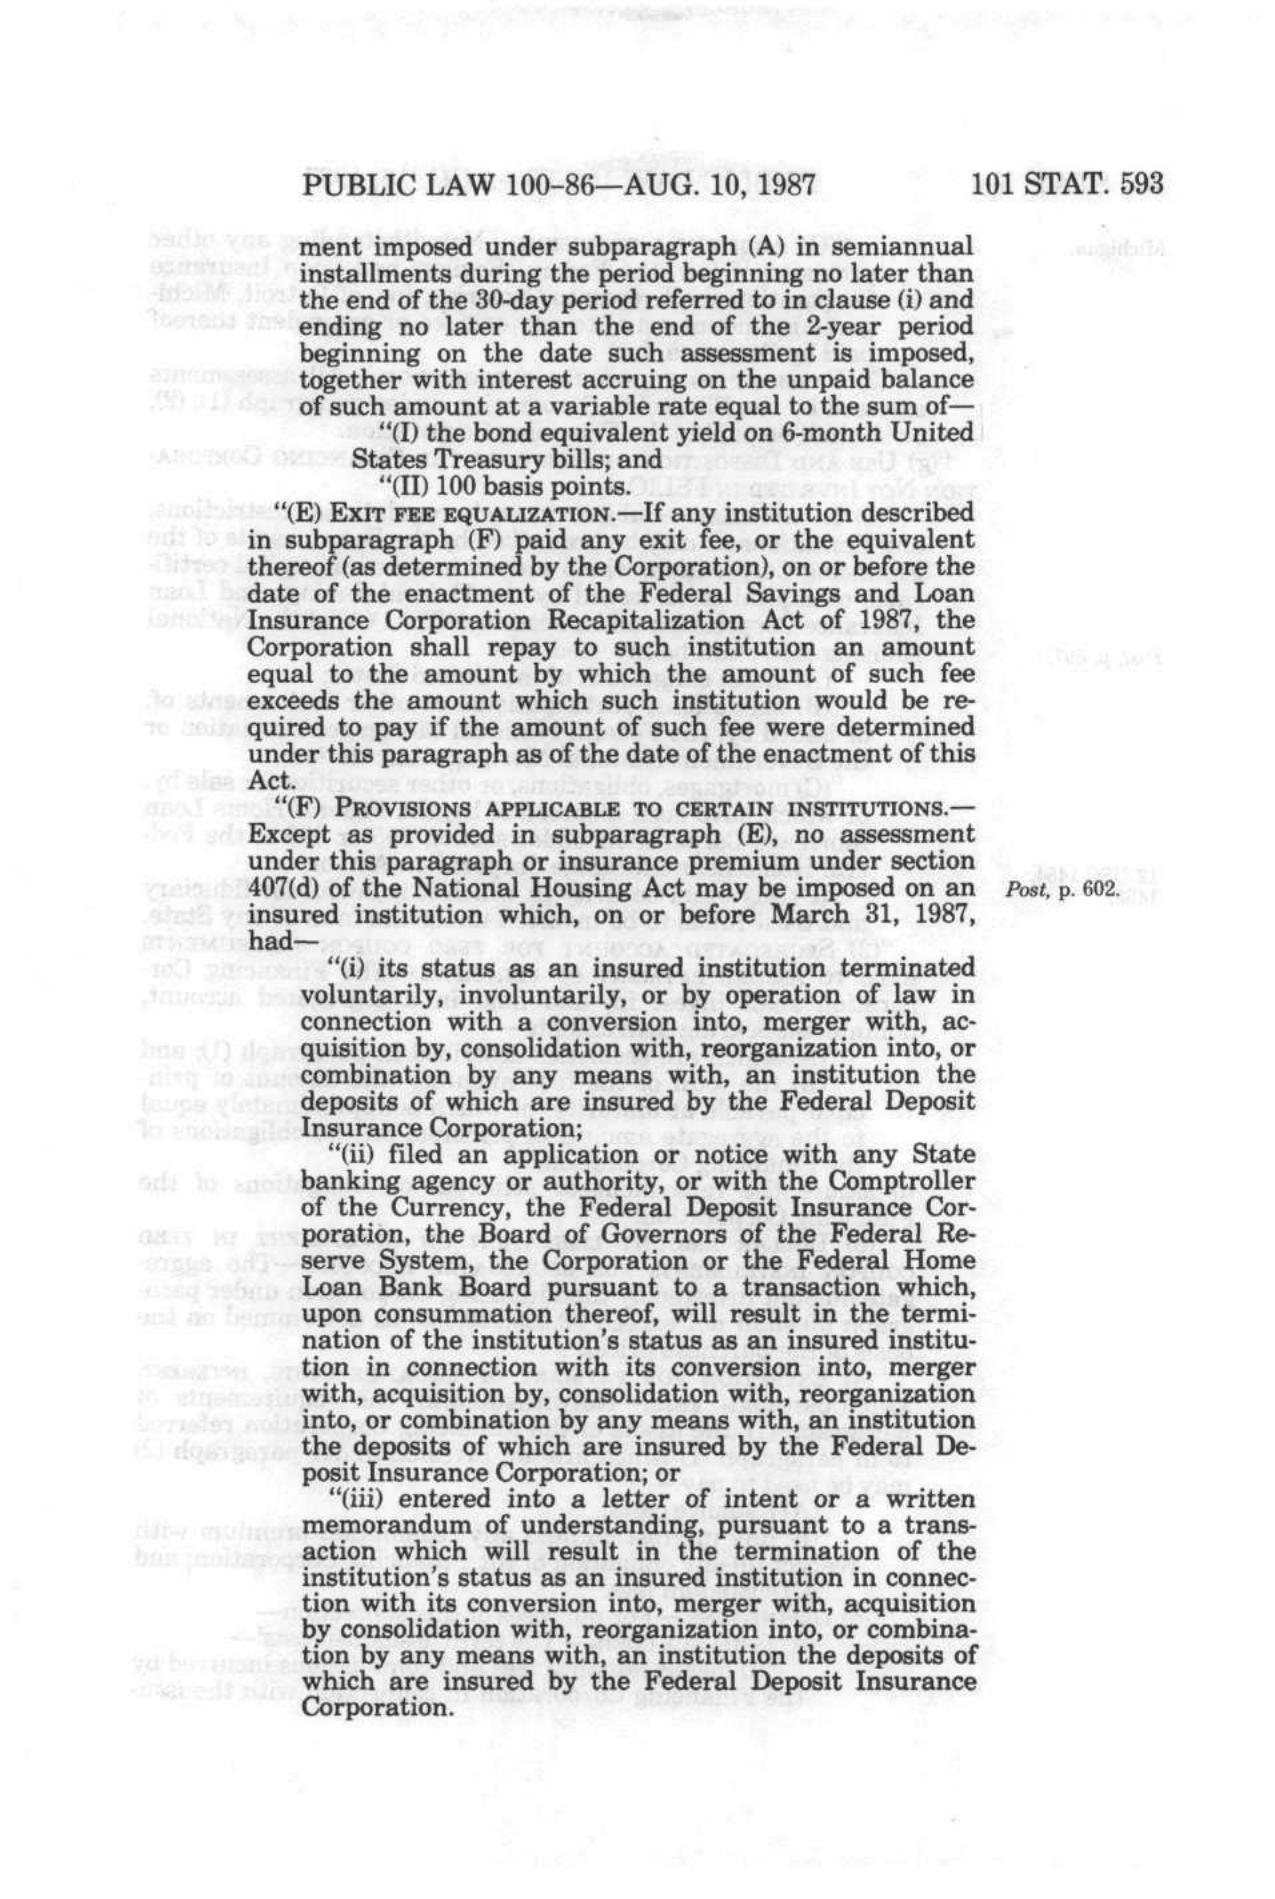 PUBLIC LAW 100-86—AUG. 10, 1987 101 STAT. 593
ment imposed under subparagraph (A) in semiannual
installments during the period beginning no later than
the end of the 30-day period referred to in clause (i) and
ending no later than the end of the 2-year period
beginning on the date such assessment is imposed,
together with interest accruing on the unpaid balance
of such amount at a variable rate equal to the sum of—
"(I) the bond equivalent yield on 6-month United
States Treasury bills; and
"(II) 100 basis points.
"(E) EXIT FEE EQUALIZATION.—If any institution described
in subparagraph (F) paid any exit fee, or the equivalent
thereof (as determined by the Corporation), on or before the
date of the enactment of the Federal Savings and Loan
Insurance Corporation Recapitalization Act of 1987, the
Corporation shall repay to such institution an amount
equal to the amount by which the amount of such fee
exceeds the amount which such institution would be re-
quired to pay if the amount of such fee were determined
under this paragraph as of the date of the enactment of this
Act.
"(F) PROVISIONS APPLICABLE TO CERTAIN INSTITUTIONS.—
Except as provided in subparagraph (E), no assessment
under this paragraph or insurance premium under section
407(d) of the National Housing Act may be imposed on an
Post, p. 602.
insured institution which, on or before March 31, 1987,
had—
"(i) its status as an insured institution terminated
voluntarily, involuntarily, or by operation of law in
connection with a conversion into, merger with, ac-
quisition by, consolidation with, reorganization into, or
combination by any means with, an institution the
deposits of which are insured by the Federal Deposit
Insurance Corporation;
"(ii) filed an application or notice with any State
banking agency or authority, or with the Comptroller
of the Currency, the Federal Deposit Insurance Cor-
poration, the Board of Governors of the Federal Re-
serve System, the Corporation or the Federal Home
Loan Bank Board pursuant to a transaction which,
upon consummation thereof, will result in the termi-
nation of the institution's status as an insured institu-
tion in connection with its conversion into, merger
with, acquisition by, consolidation with, reorganization
into, or combination by any means with, an institution
the deposits of which are insured by the Federal De-
posit Insurance Corporation; or
"(iii) entered into a letter of intent or a written
memorandum of understanding, pursuant to a trans-
action which will result in the termination of the
institution's status as an insured institution in connec-
tion with its conversion into, merger with, acquisition
by consolidation with, reorganization into, or combina-
tion by any means with, an institution the deposits of
which are insured by the Federal Deposit Insurance
Corporation.